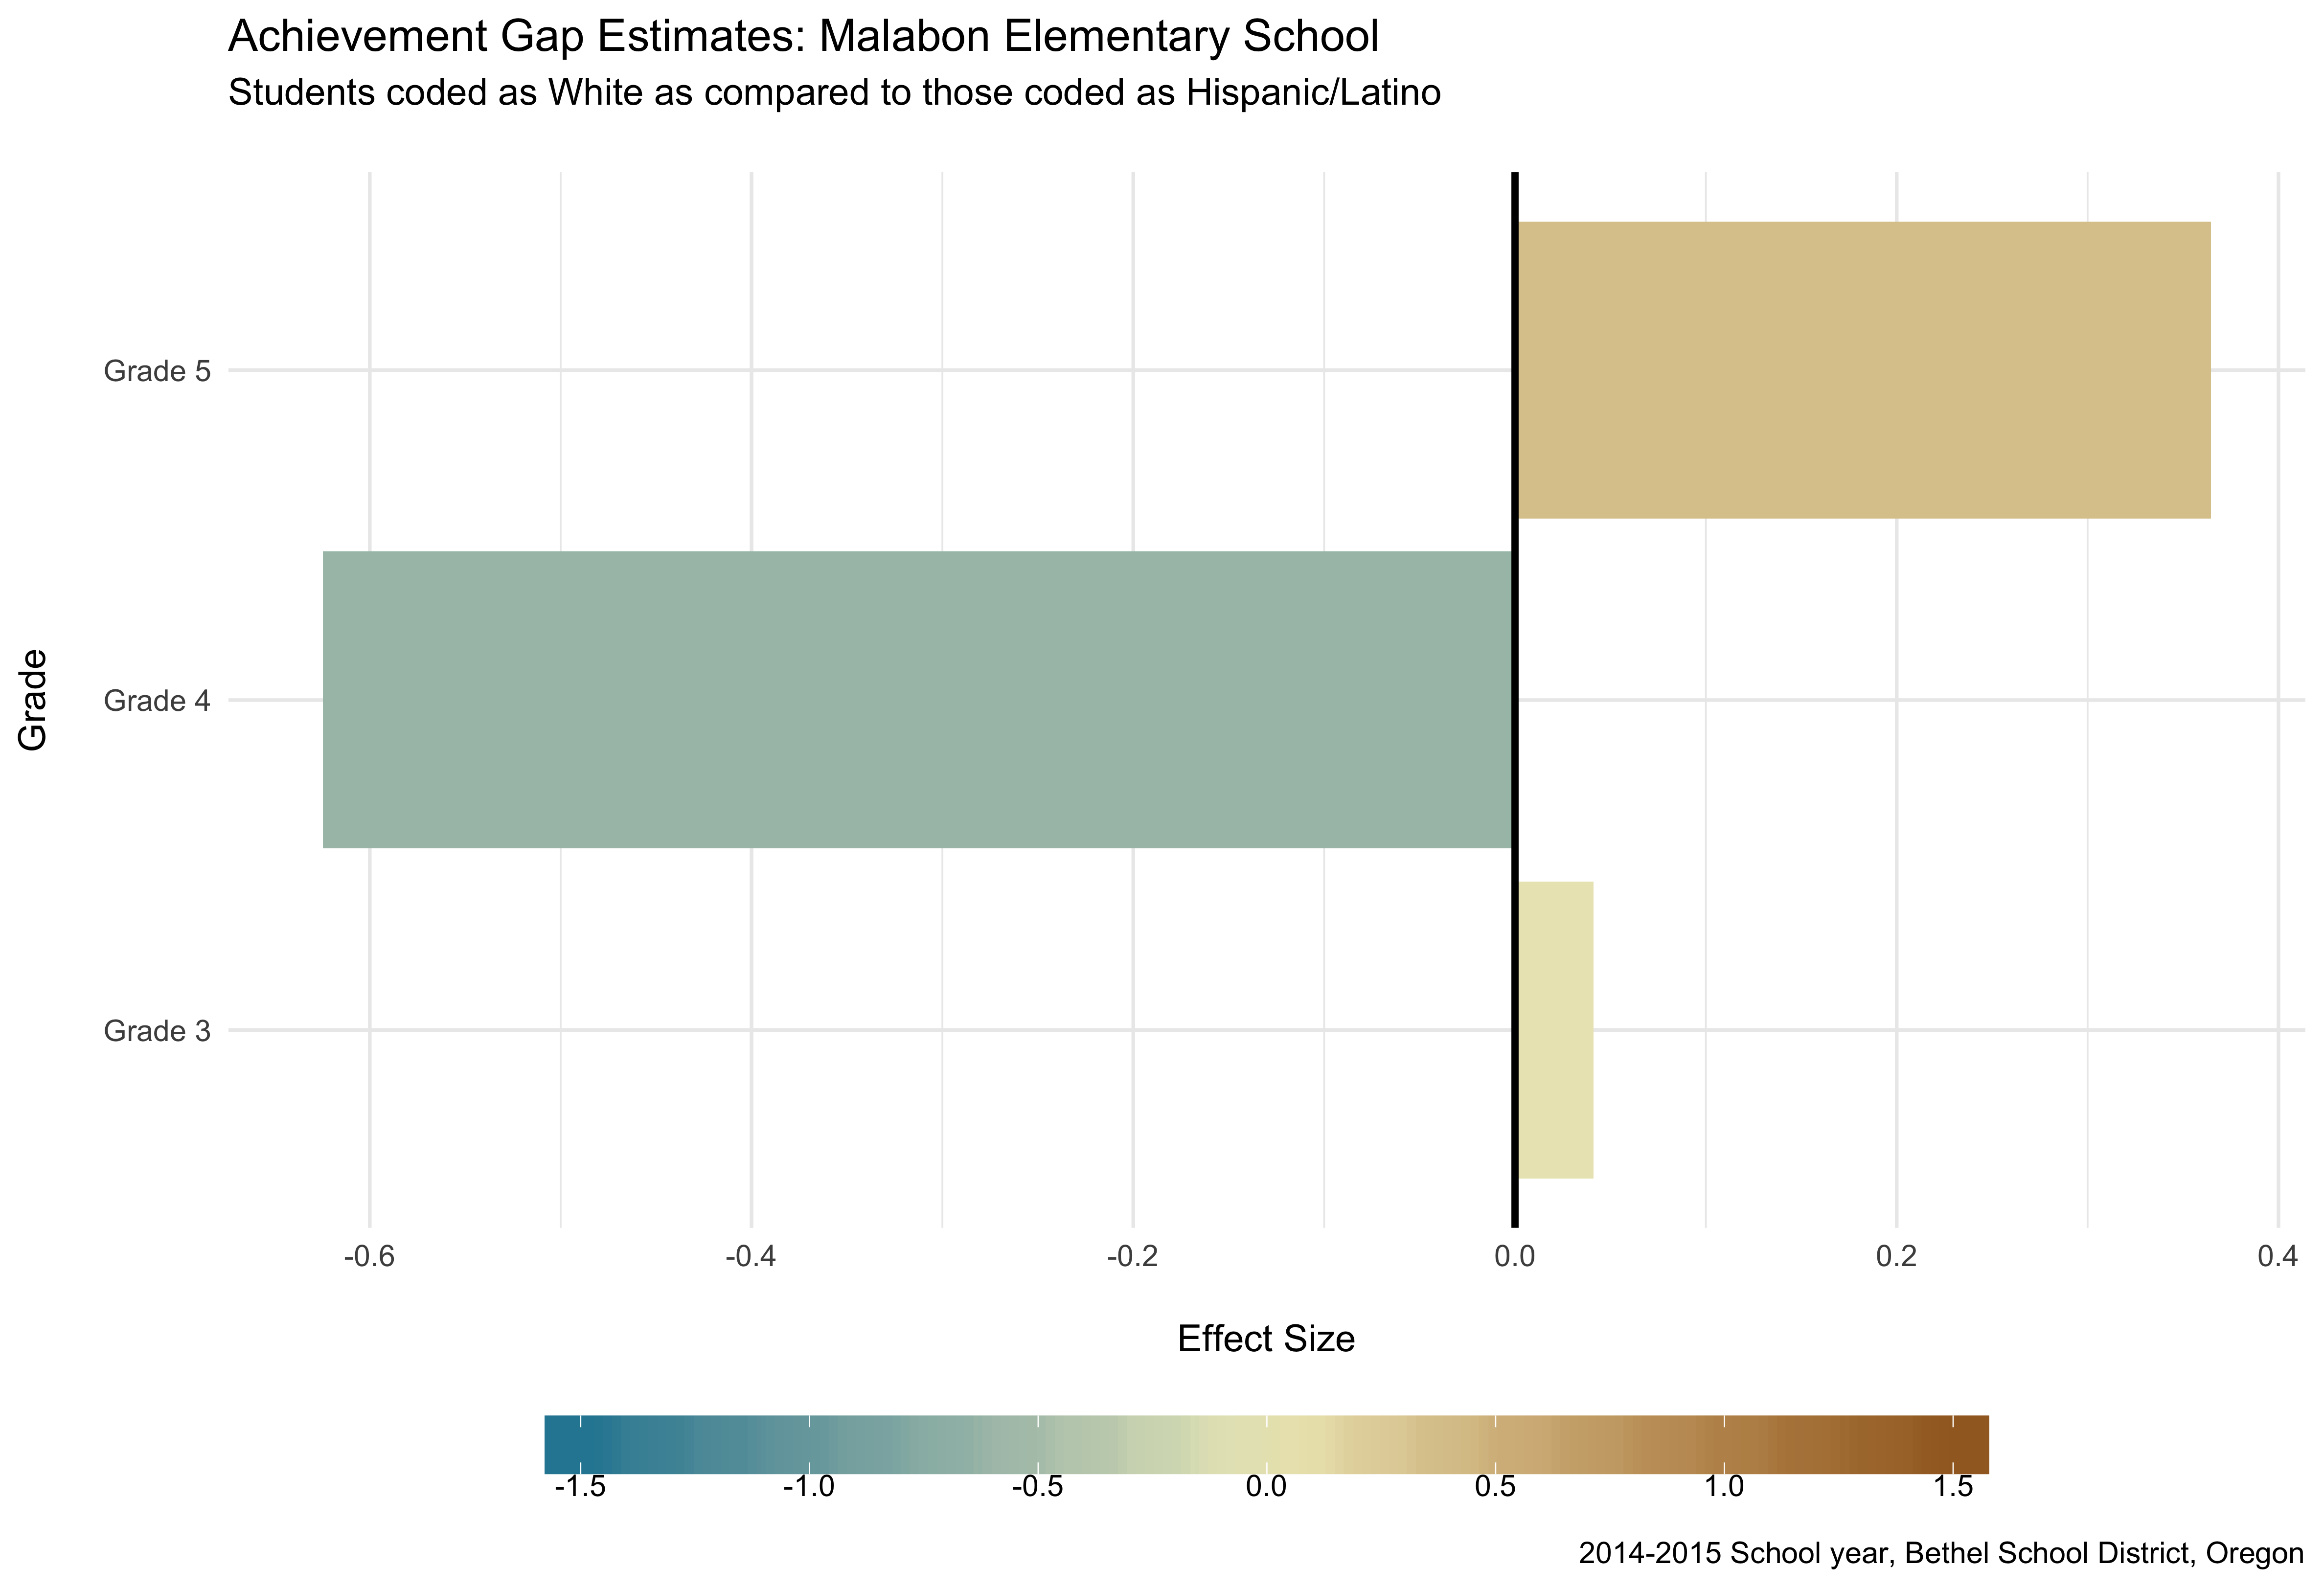 Achievement Gap Estimates: Malabon Elementary School
Students coded as White as compared to those coded as Hispanic/Latino
Grade
Grade 5
Grade 4
Grade 3
-0.6 -0.4 -0.2 0.0 0.2 0.4
Effect Size
-1.5 -1.0 -0.5 0.0 0.5 1.0 1.5
2014-2015 School year, Bethel School District, Oregon